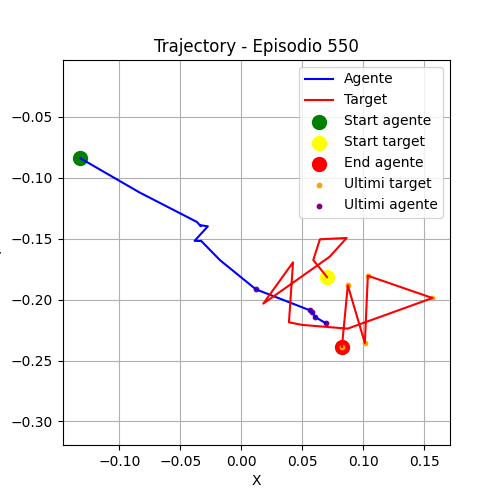 Trajectory - Episodio 550
Agente
Target
Start agente
Start target
End agente
Ultimi target
Ultimi agente
−0.05
−0.10
−0.15
−0.20
−0.25
−0.30
−0.10 −0.05 0.00 0.05 0.10 0.15
X